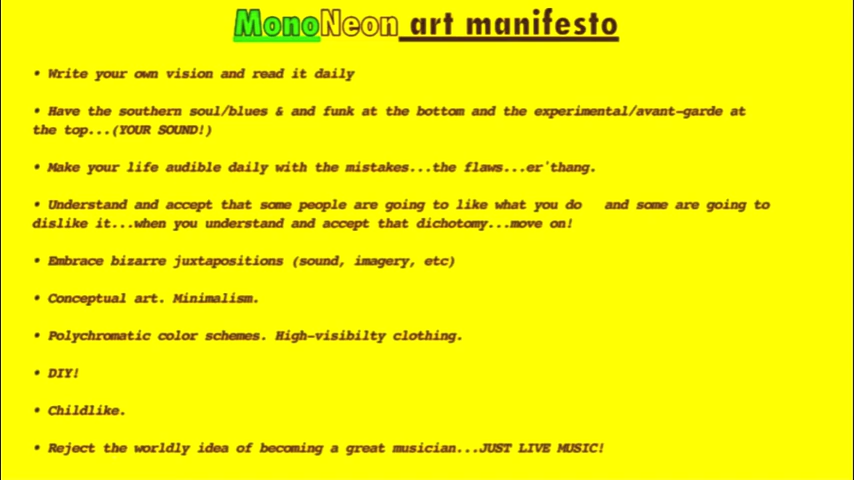 MonoNeon art manifesto
• Write your own vision and read it daily
• Have the southern soul/blues & and funk at the bottom and the experimental/avant-garde at
the top...(YOUR SOUND!)
• Make your life audible daily with the mistakes...the flaws...er'thang.
• Understand and accept that some people are going to like what you do and some are going to
dislike it...when you understand and accept that dichotomy...move on!
• Embrace bizarre juxtapositions (sound, imagery, etc)
• Conceptual art. Minimalism.
• Polychromatic color schemes. High-visibilty clothing.
• DIY!
• Childlike.
• Reject the worldly idea of becoming a great musician...JUST LIVE MUSIC!